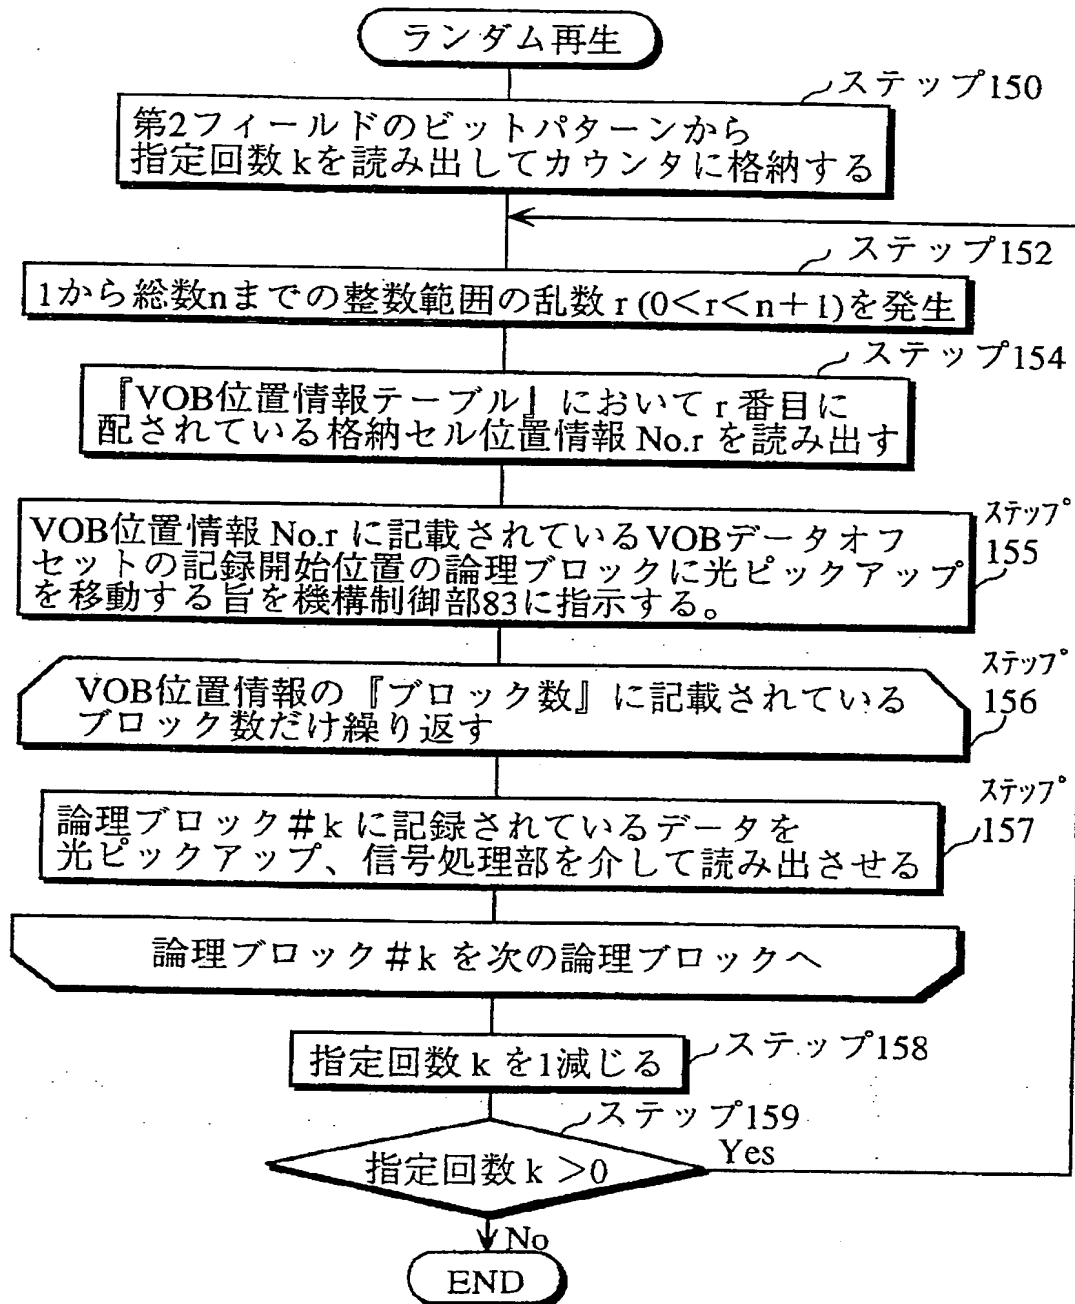 ランダム再生
ステップ150
第2フィールドのビットパターンから
指定回数 kを読み出してカウンタに格納する
ステップ152
1から総数nまでの整数範囲の乱数 r (0<r<n+1)を発生
ステップ154
『VOB位置情報テーブル』において r 番目に
配されている格納セル位置情報 No.r を読み出す
ステップ
155
VOB位置情報 No.r に記載されているVOBデータオフ
セットの記録開始位置の論理ブロックに光ピックアップ
を移動する旨を機構制御部83に指示する。
ステップ
156
VOB位置情報の『ブロック数』に記載されている
ブロック数だけ繰り返す
ステップ
157
論理ブロック#k に記録されているデータを
光ピックアップ、信号処理部を介して読み出させる
論理ブロック#k を次の論理ブロックへ
指定回数 k を1減じる
ステップ158
ステップ159
指定回数 k >0
Yes
No
END